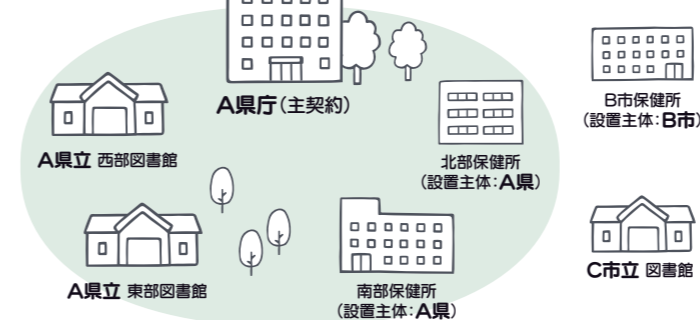 A県庁(主契約)
A県立 西部図書館
北部保健所
(設置主体:A県)
B市保健所
(設置主体:B市)
A県立 東部図書館
南部保健所
(設置主体:A県)
C市立 図書館